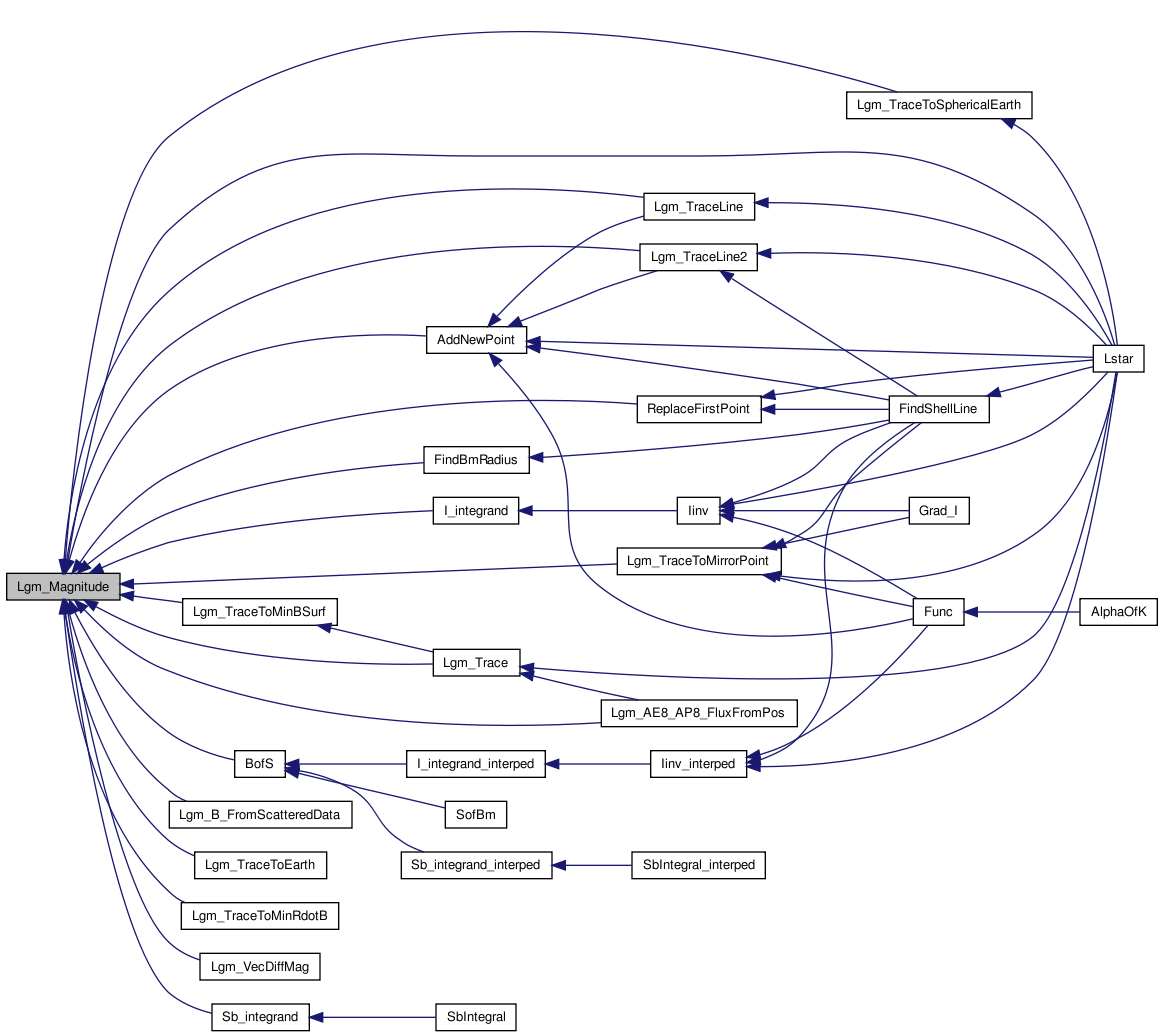 Lgm_TraceToSphericalEarth
Lgm_TraceLine
Lgm_TraceLine2
AddNewPoint
Lstar
ReplaceFirstPoint
FindShellLine
FindBmRadius
I_integrand
Iinv
Grad_I
Lgm_TraceToMirrorPoint
Lgm_Magnitude
Lgm_TraceToMinBSurf
Func
AlphaOfK
Lgm_Trace
Lgm_AE8_AP8_FluxFromPos
BofS
I_integrand_interped
Iinv_interped
Lgm_B_FromScatteredData
SofBm
Lgm_TraceToEarth
Sb_integrand_interped
SbIntegral_interped
Lgm_TraceToMinRdotB
Lgm_VecDiffMag
Sb_integrand
SbIntegral